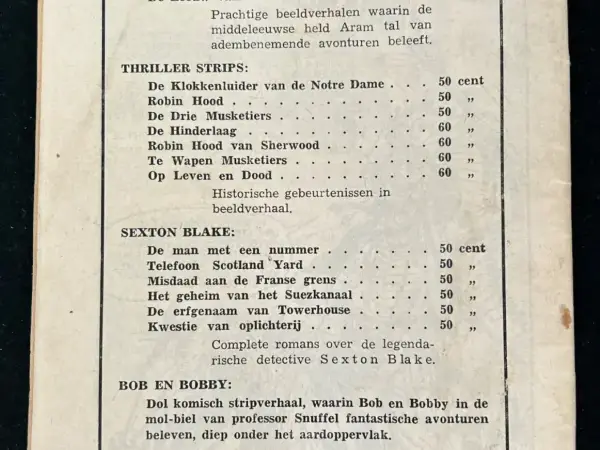 Prachtige beeldverhalen waarin de
middeleeuwse held Aram tal van
adembenemende avonturen beleeft.
THRILLER STRIPS:
De Klokkenluider van de Notre Dame . . . 50 cent
Robin Hood . . . . . . . . . . . . . 50 „
De Drie Musketiers . . . . . . . . . . 50 „
De Hinderlaag . . . . . . . . . . . . 60 „
Robin Hood van Sherwood . . . . . . . . 60 „
Te Wapen Musketiers . . . . . . . . . . 60 „
Op Leven en Dood . . . . . . . . . . . 60 „
Historische gebeurtenissen in
beeldverhaal.
SEXTON BLAKE:
De man met een nummer . . . . . . . . 50 cent
Telefoon Scotland Yard . . . . . . . . 50 „
Misdaad aan de Franse grens . . . . . . 50 „
Het geheim van het Suezkanaal . . . . . 50 „
De erfgenaam van Towerhouse . . . . . . 50 „
Kwestie van oplichterij . . . . . . . . 50 „
Complete romans over de legenda-
rische detective Sexton Blake.
BOB EN BOBBY:
Dol komisch stripverhaal, waarin Bob en Bobby in de
mol-biel van professor Snuffel fantastische avonturen
beleven, diep onder het aardoppervlak.